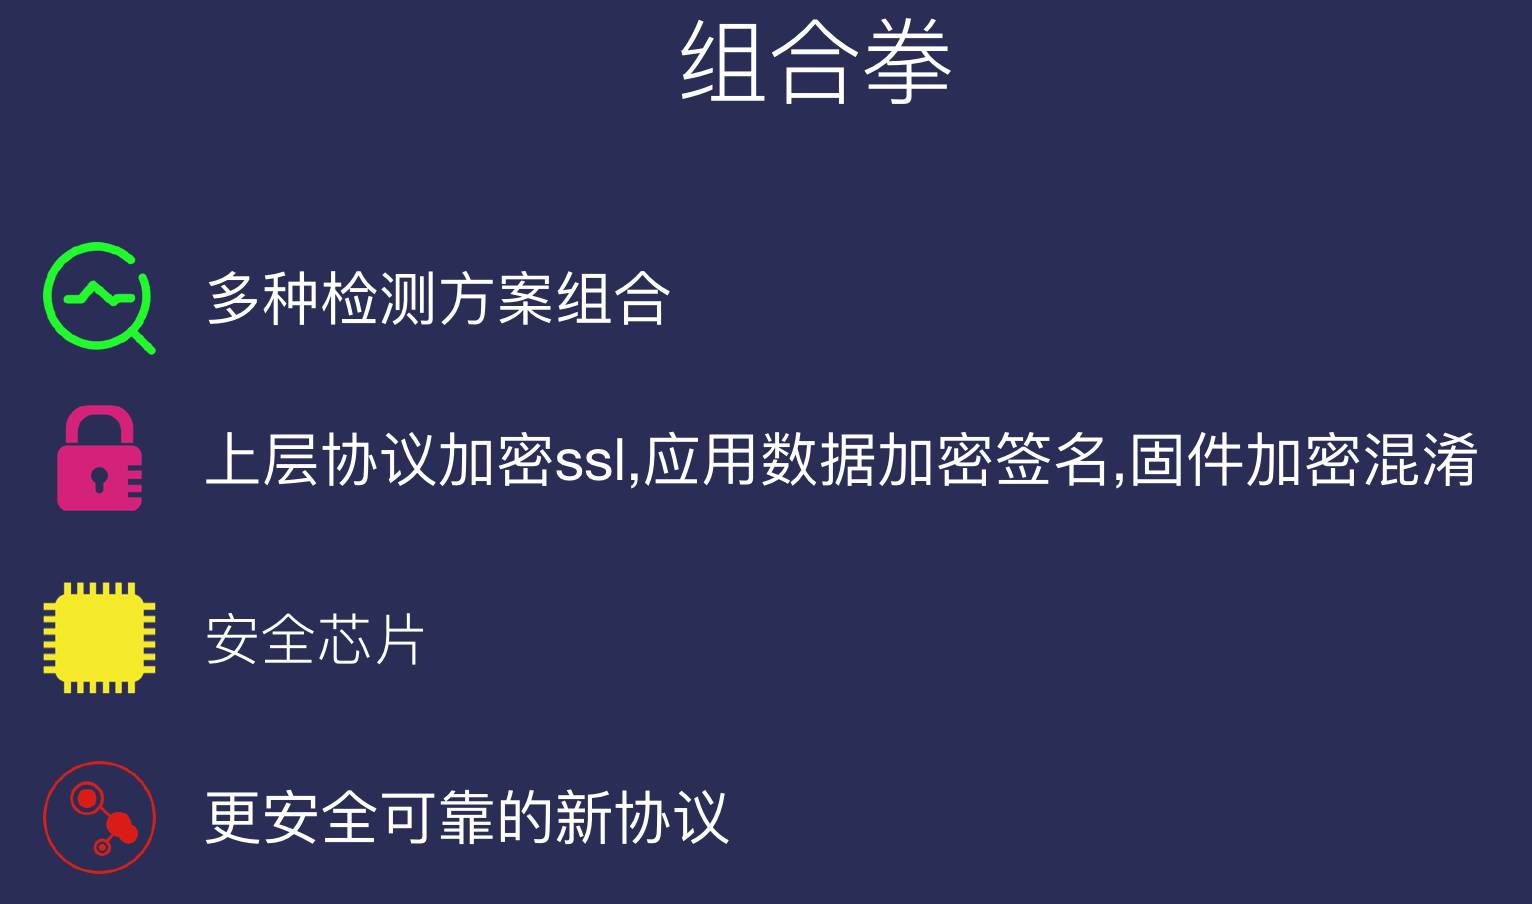 组合拳
多种检测方案组合
上层协议加密ssl,应用数据加密签名,固件加密混淆
安全芯片
更安全可靠的新协议